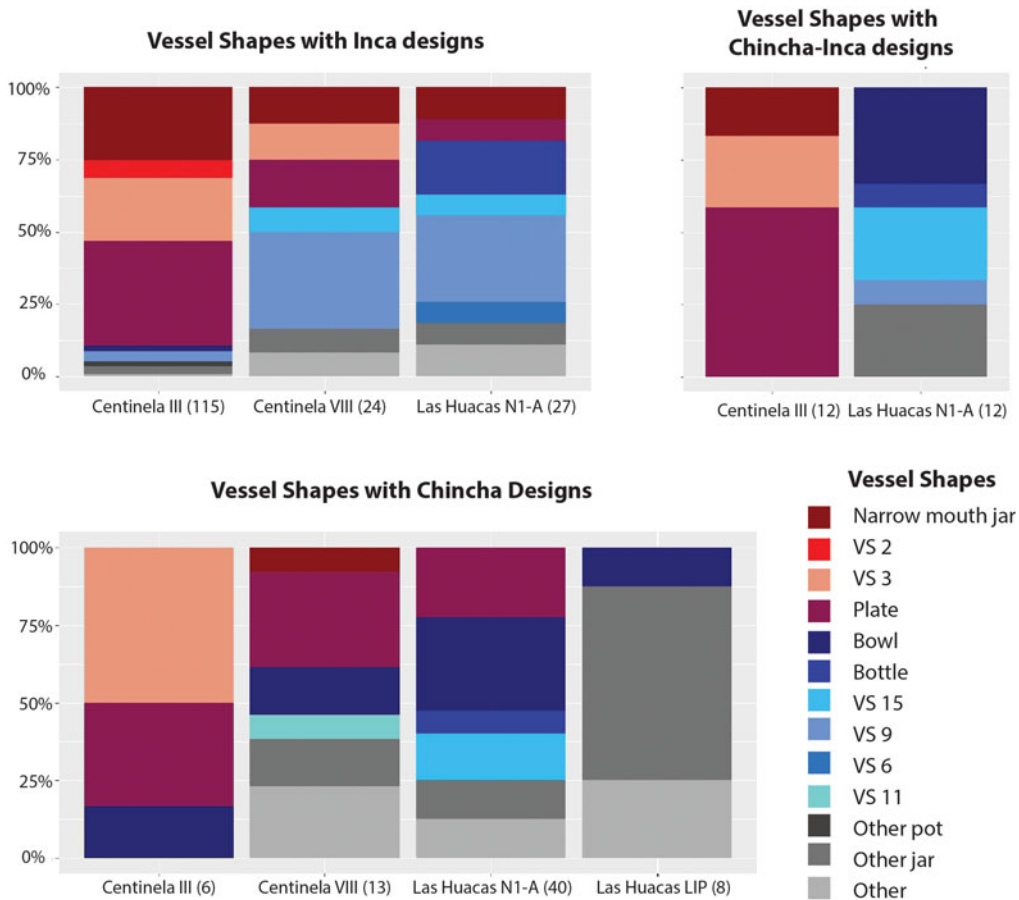 Vessel Shapes with Inca designs
100%
75%
50%
25%
0%
Centinela III (115) Centinela VIII (24) Las Huacas N1-A (27)
Vessel Shapes with
Chincha-Inca designs
Centinela III (12) Las Huacas N1-A (12)
Vessel Shapes with Chincha Designs
100%
75%
50%
25%
0%
Centinela III (6) Centinela VIII (13) Las Huacas N1-A (40) Las Huacas LIP (8)
Vessel Shapes
Narrow mouth jar
VS 2
VS 3
Plate
Bowl
Bottle
VS 15
VS 9
VS 6
VS 11
Other pot
Other jar
Other